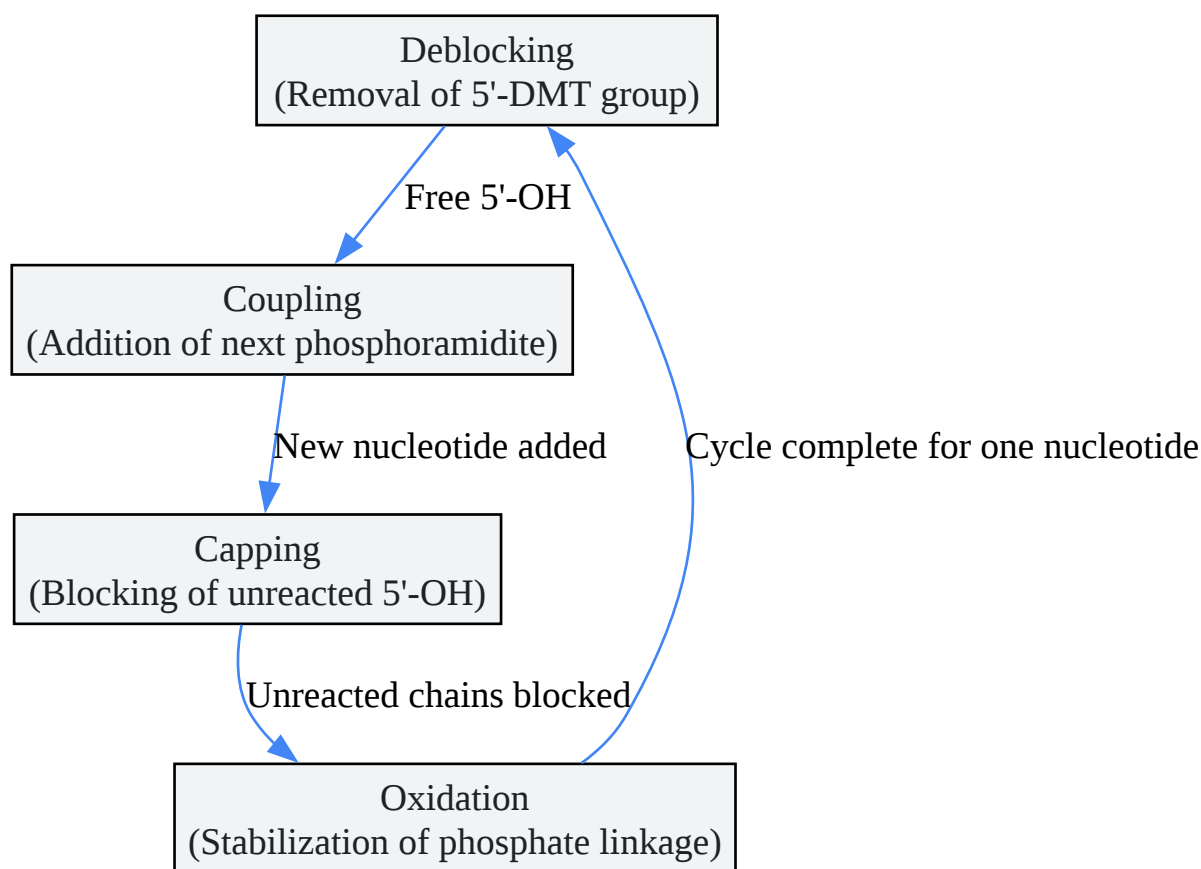 Deblocking
(Removal of 5'-DMT group)
Free 5'-OH
Coupling
(Addition of next phosphoramidite)
New nucleotide added
Cycle complete for one nucleotide
Capping
(Blocking of unreacted 5'-OH)
Unreacted chains blocked
Oxidation
(Stabilization of phosphate linkage)